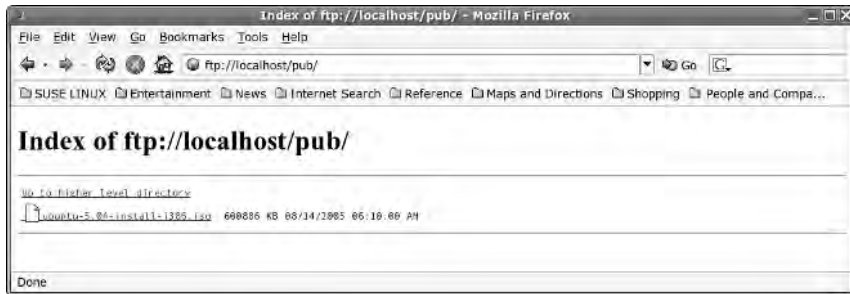 Index of ftp://localhost/pub/ - Mozilla Firefox
File Edit View Go Bookmarks Tools Help
ftp://localhost/pub/ Go
SUSE LINUX Entertainment News Internet Search Reference Maps and Directions Shopping People and Compa...
Index of ftp://localhost/pub/
Up to higher level directory
ubuntu-5.04-install-i386.iso 600886 KB 08/14/2005 06:10:00 AM
Done